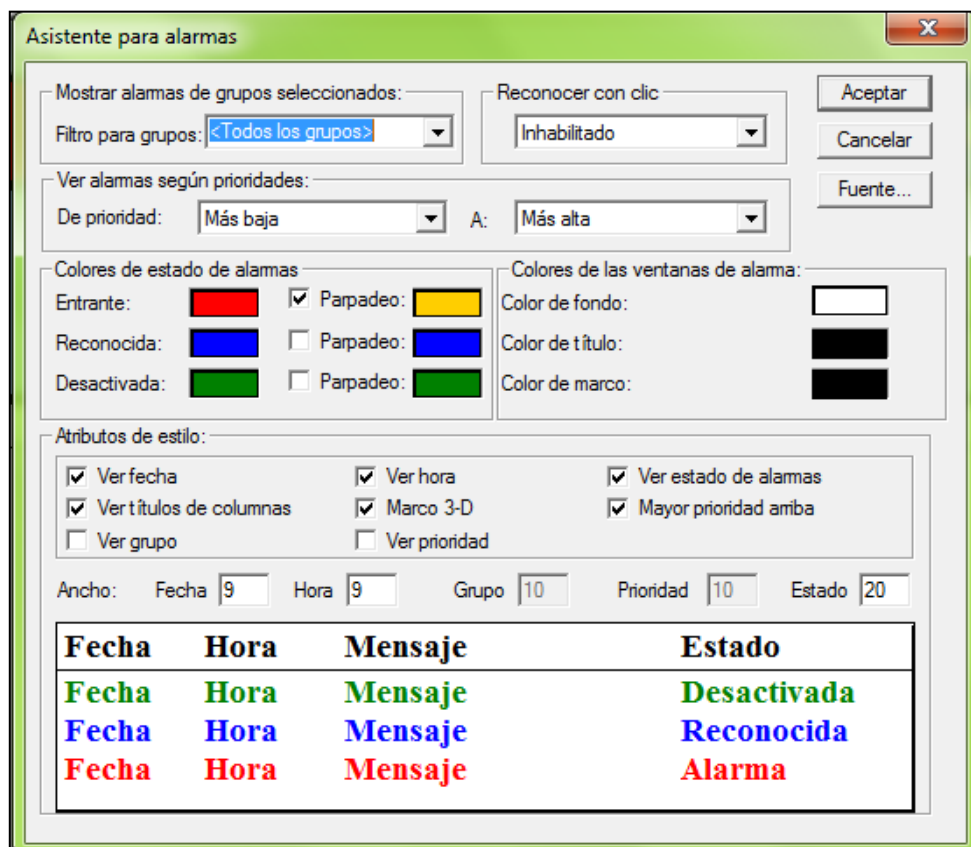 Asistente para alarmas
x
Mostrar alarmas de grupos seleccionados:
Filtro para grupos: <Todos los grupos>
Reconocer con clic
Inhabilitado
Aceptar
Cancelar
Fuente...
Ver alarmas según prioridades:
De prioridad: Más baja A: Más alta
Colores de estado de alarmas
Entrante: Parpadeo:
Reconocida: Parpadeo:
Desactivada: Parpadeo:
Colores de las ventanas de alarma:
Color de fondo:
Color de título:
Color de marco:
Atributos de estilo:
Ver fecha Ver hora Ver estado de alarmas
Ver títulos de columnas Marco 3-D Mayor prioridad arriba
Ver grupo Ver prioridad
Ancho: Fecha 9 Hora 9 Grupo 10 Prioridad 10 Estado 20
Fecha Hora Mensaje Estado
Fecha Hora Mensaje Desactivada
Fecha Hora Mensaje Reconocida
Fecha Hora Mensaje Alarma